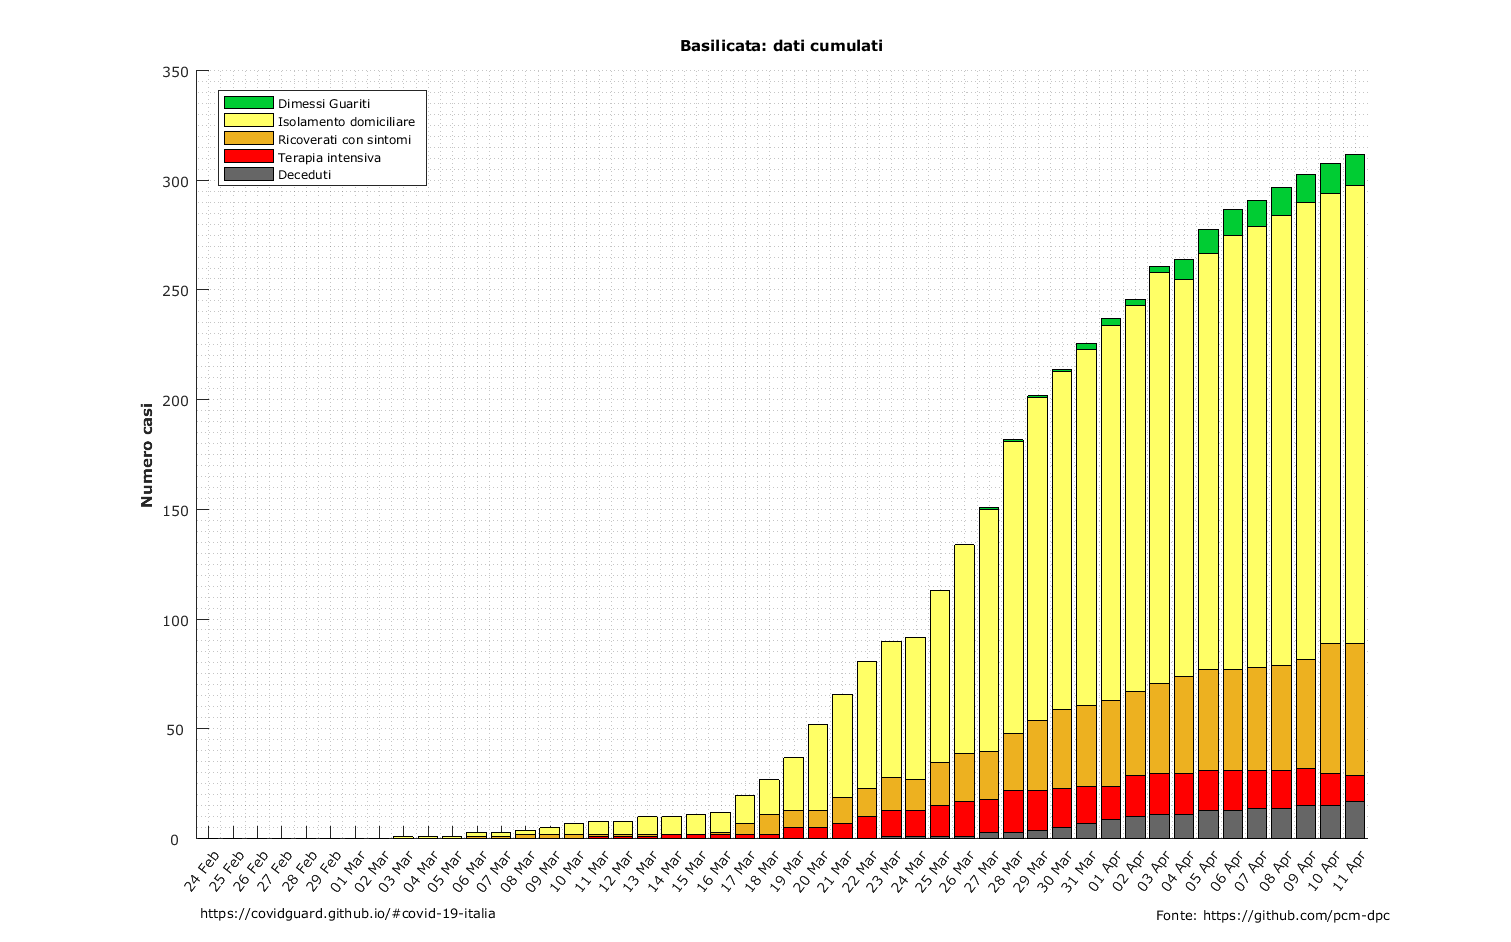 Basilicata: dati cumulati
350
300
250
200
150
100
50
0
Numero casi
Dimessi Guariti
Isolamento domiciliare
Ricoverati con sintomi
Terapia intensiva
Deceduti
24 Feb
25 Feb
26 Feb
27 Feb
28 Feb
29 Feb
01 Mar
02 Mar
03 Mar
04 Mar
05 Mar
06 Mar
07 Mar
08 Mar
09 Mar
10 Mar
11 Mar
12 Mar
13 Mar
14 Mar
15 Mar
16 Mar
17 Mar
18 Mar
19 Mar
20 Mar
21 Mar
22 Mar
23 Mar
24 Mar
25 Mar
26 Mar
27 Mar
28 Mar
29 Mar
30 Mar
31 Mar
01 Apr
02 Apr
03 Apr
04 Apr
05 Apr
06 Apr
07 Apr
08 Apr
09 Apr
10 Apr
11 Apr
https://covidguard.github.io/#covid-19-italia
Fonte: https://github.com/pcm-dpc